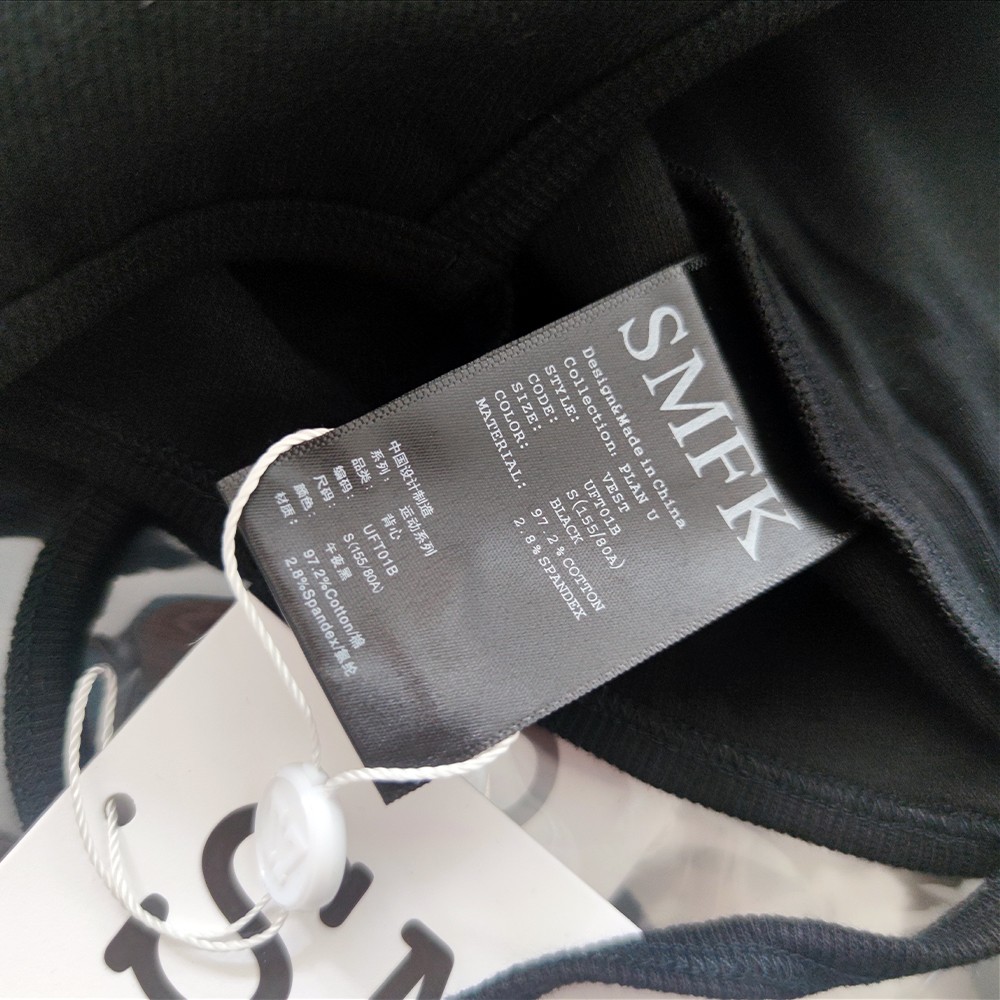 SMFK
Design&Made in China
Collection: PLAN U
STYLE: VEST
CODE: UFT01B
SIZE: S(155/80A)
COLOR: BLACK
MATERIAL: 97.2%COTTON
2.8%SPANDEX
中国设计制造
系列: 运动系列
品类: 背心
编码: UFT01B
尺码: S(155/80A)
颜色: 午夜黑
材质: 97.2%Cotton/棉
2.8%Spandex/氨纶
SM